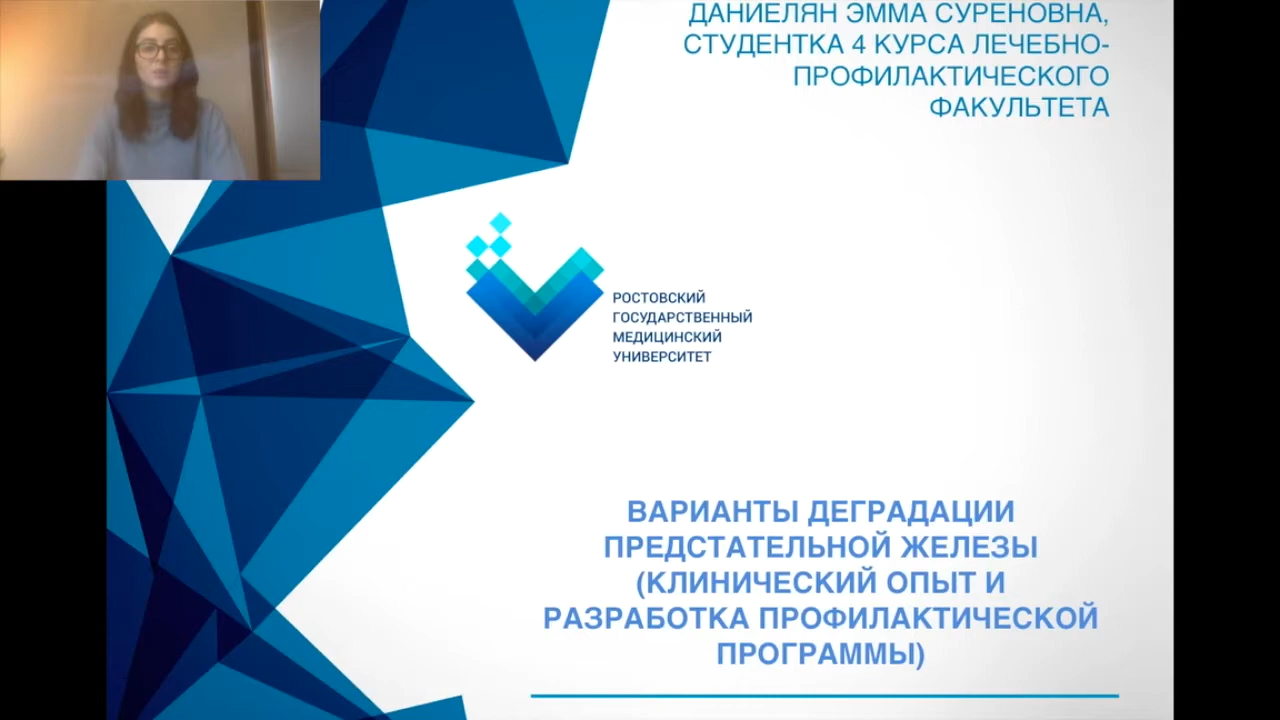 ДАНИЕЛЯН ЭММА СУРЕНОВНА,
СТУДЕНТКА 4 КУРСА ЛЕЧЕБНО-
ПРОФИЛАКТИЧЕСКОГО
ФАКУЛЬТЕТА
РОСТОВСКИЙ
ГОСУДАРСТВЕННЫЙ
МЕДИЦИНСКИЙ
УНИВЕРСИТЕТ
ВАРИАНТЫ ДЕГРАДАЦИИ
ПРЕДСТАТЕЛЬНОЙ ЖЕЛЕЗЫ
(КЛИНИЧЕСКИЙ ОПЫТ И
РАЗРАБОТКА ПРОФИЛАКТИЧЕСКОЙ
ПРОГРАММЫ)